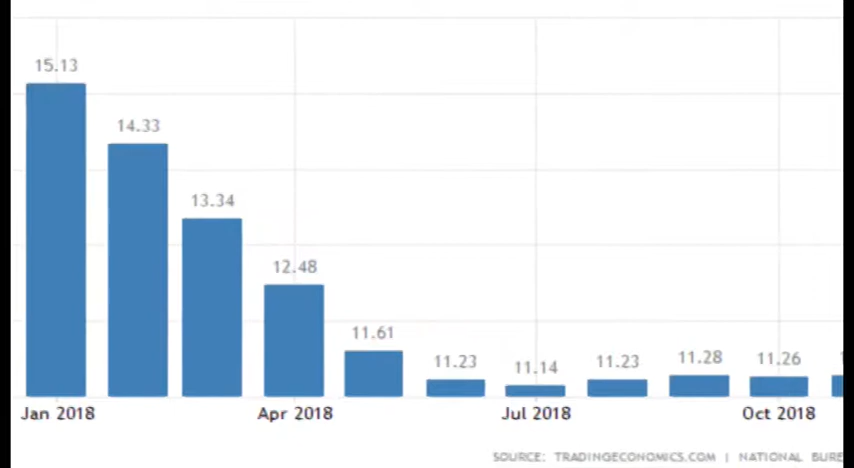 15.13
14.33
13.34
12.48
11.61
11.23
11.14
11.23
11.28
11.26
Jan 2018
Apr 2018
Jul 2018
Oct 2018
SOURCE: TRADINGECONOMICS.COM | NATIONAL